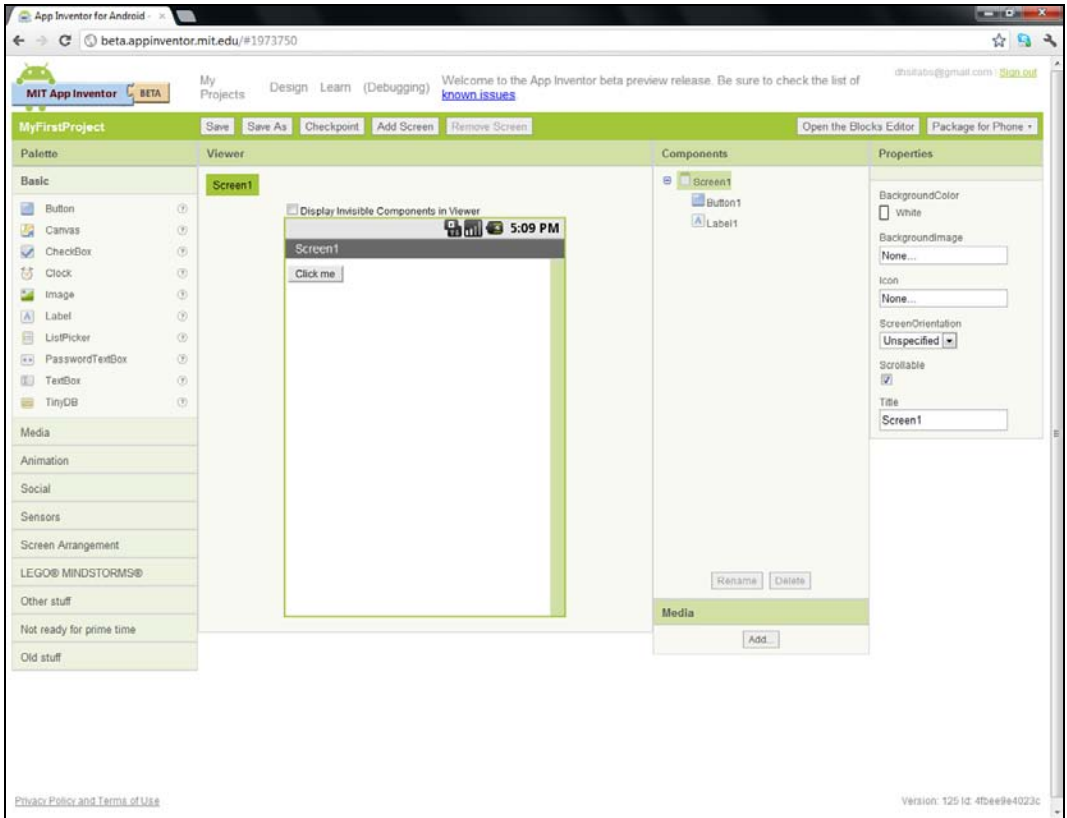 App Inventor for Android -
beta.appinventor.mit.edu/#1973750
MIT App Inventor BETA
My Projects
Design Learn (Debugging)
Welcome to the App Inventor beta preview release. Be sure to check the list of
known issues
dhsitabs@gmail.com | Sign out
MyFirstProject
Save
Save As
Checkpoint
Add Screen
Remove Screen
Open the Blocks Editor
Package for Phone
Palette
Basic
Button
Canvas
CheckBox
Clock
Image
Label
ListPicker
PasswordTextBox
TextBox
TinyDB
Media
Animation
Social
Sensors
Screen Arrangement
LEGO® MINDSTORMS®
Other stuff
Not ready for prime time
Old stuff
Viewer
Screen1
Display Invisible Components in Viewer
5:09 PM
Screen1
Click me
Components
Screen1
Button1
Label1
Rename
Delete
Media
Add...
Properties
BackgroundColor
White
BackgroundImage
None...
Icon
None...
ScreenOrientation
Unspecified
Scrollable
Title
Screen1
Privacy Policy and Terms of Use
Version: 125 Id: 4fbee9e4023c